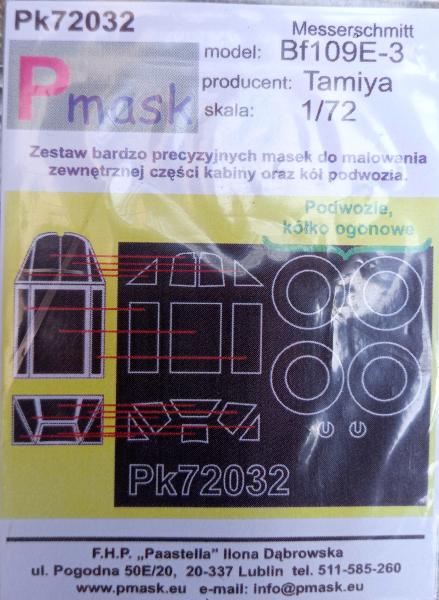 Pk72032
Messerschmitt
model: Bf109E-3
Pmask
producent: Tamiya
skala: 1/72
Zestaw bardzo precyzyjnych masek do malowania
zewnętrznej części kabiny oraz kół podwozia.
Podwozie,
kółko ogonowe
Pk72032
F.H.P. „Paastella” Ilona Dąbrowska
ul. Pogodna 50E/20, 20-337 Lublin tel. 511-585-260
www.pmask.eu e-mail: info@pmask.eu